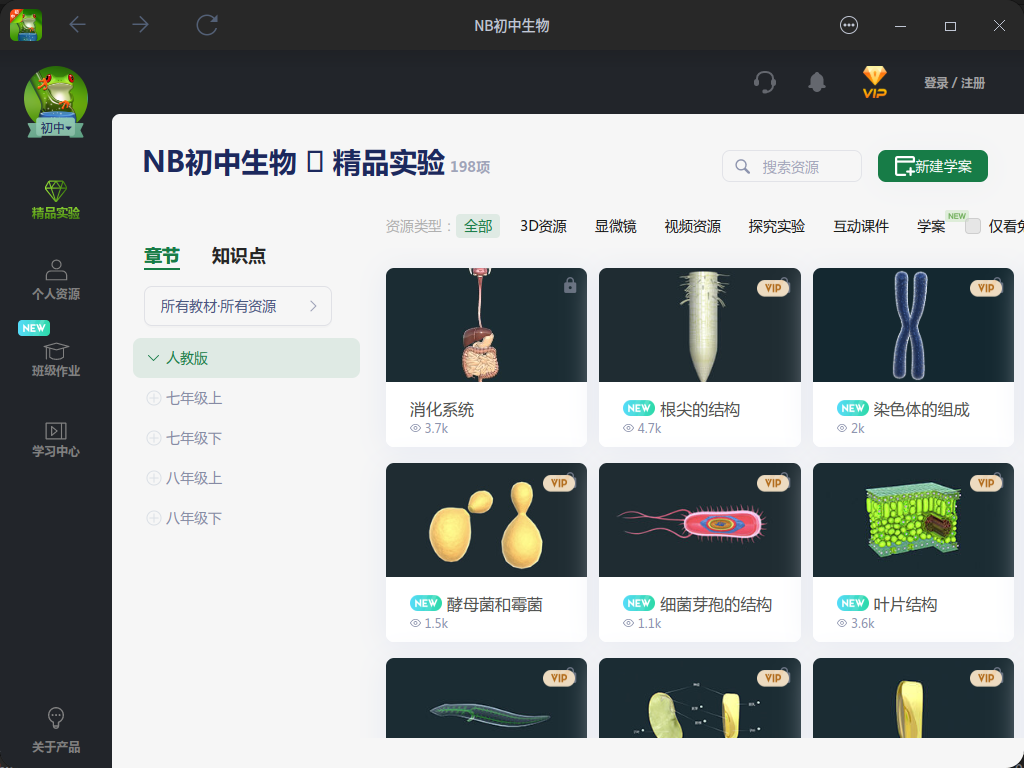 NB初中生物
登录 / 注册
VIP
初中
NB初中生物 精品实验 198项
搜索资源
新建学案
精品实验
个人资源
NEW
班级作业
学习中心
关于产品
章节
知识点
所有教材·所有资源
人教版
七年级上
七年级下
八年级上
八年级下
资源类型：
全部
3D资源
显微镜
视频资源
探究实验
互动课件
学案
NEW
仅看免
消化系统
3.7k
VIP
NEW 根尖的结构
4.7k
VIP
NEW 染色体的组成
2k
VIP
NEW 酵母菌和霉菌
1.5k
VIP
NEW 细菌芽孢的结构
1.1k
VIP
NEW 叶片结构
3.6k
VIP
VIP
VIP